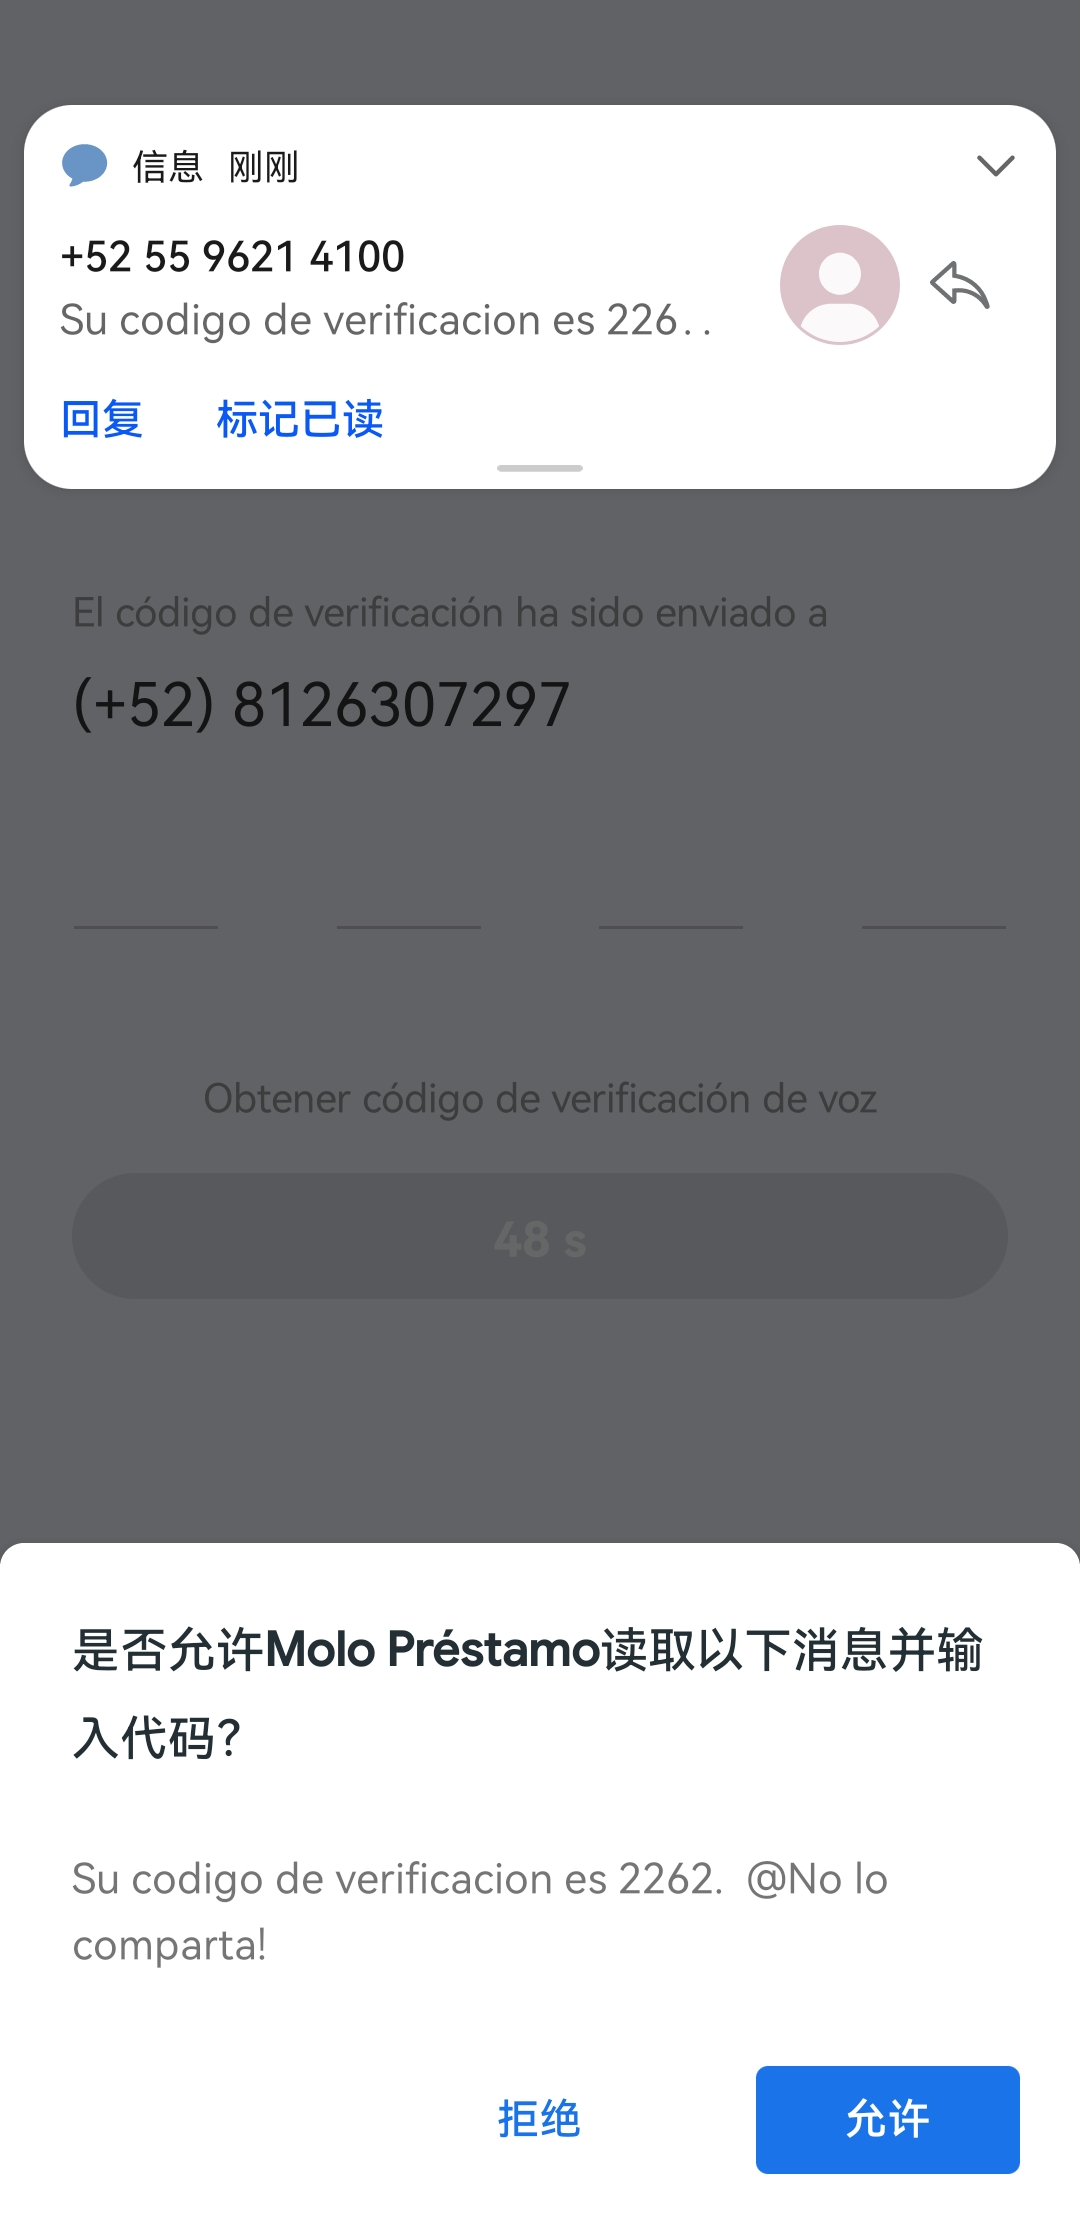 信息 刚刚
+52 55 9621 4100
Su codigo de verificacion es 226..
回复 标记已读
El código de verificación ha sido enviado a
(+52) 8126307297
Obtener código de verificación de voz
48 s
是否允许Molo Préstamo读取以下消息并输
入代码？
Su codigo de verificacion es 2262. @No lo
comparta!
拒绝 允许